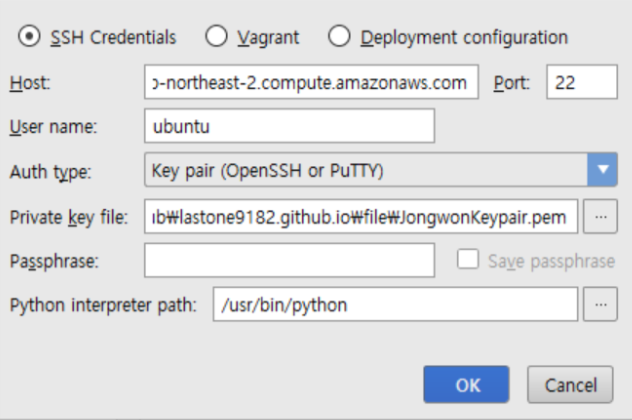 SSH Credentials Vagrant Deployment configuration
Host: ɔ-northeast-2.compute.amazonaws.com Port: 22
User name: ubuntu
Auth type: Key pair (OpenSSH or PuTTY)
Private key file: ıb₩lastone9182.github.io₩file₩JongwonKeypair.pem ...
Passphrase: Save passphrase
Python interpreter path: /usr/bin/python ...
OK Cancel